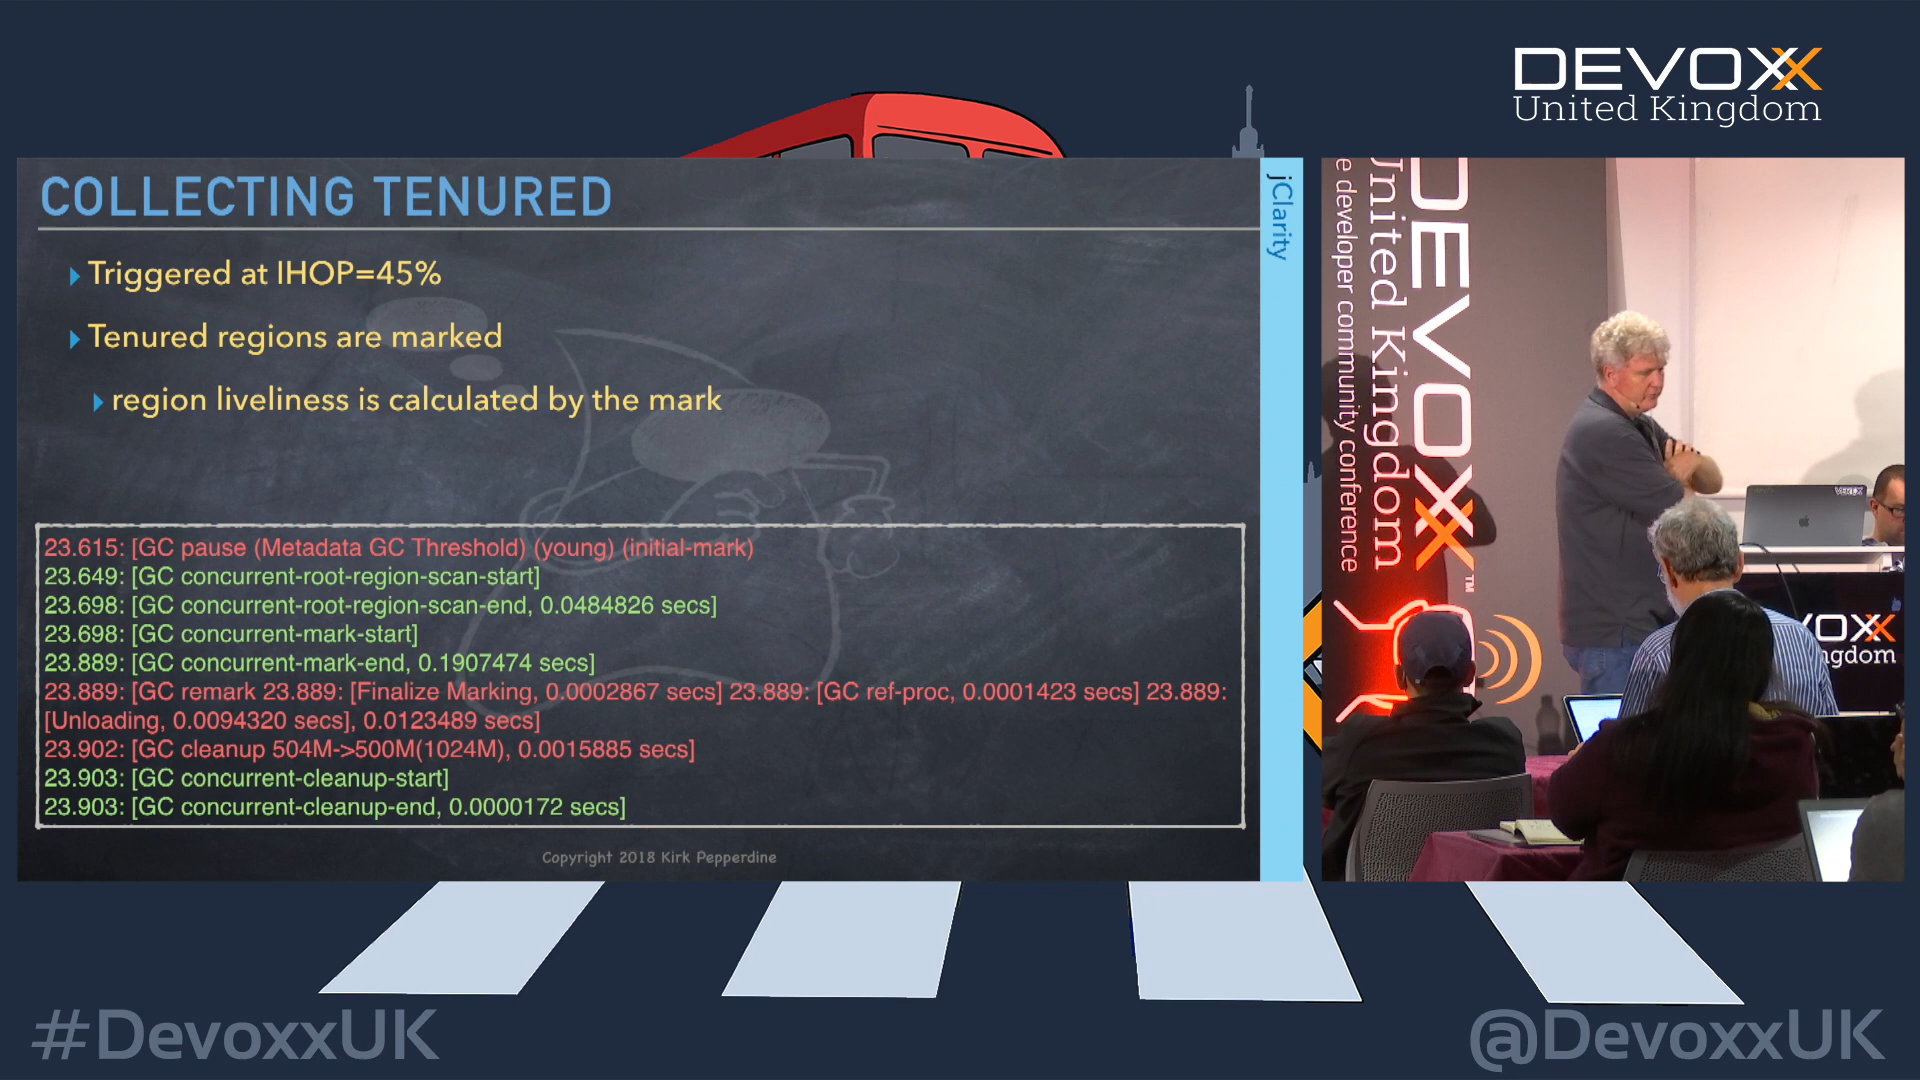 DEVOXX
United Kingdom
COLLECTING TENURED
jClarity
Triggered at IHOP=45%
Tenured regions are marked
region liveliness is calculated by the mark
23.615: [GC pause (Metadata GC Threshold) (young) (initial-mark)
23.649: [GC concurrent-root-region-scan-start]
23.698: [GC concurrent-root-region-scan-end, 0.0484826 secs]
23.698: [GC concurrent-mark-start]
23.889: [GC concurrent-mark-end, 0.1907474 secs]
23.889: [GC remark 23.889: [Finalize Marking, 0.0002867 secs] 23.889: [GC ref-proc, 0.0001423 secs] 23.889:
[Unloading, 0.0094320 secs], 0.0123489 secs]
23.902: [GC cleanup 504M->500M(1024M), 0.0015885 secs]
23.903: [GC concurrent-cleanup-start]
23.903: [GC concurrent-cleanup-end, 0.0000172 secs]
Copyright 2018 Kirk Pepperdine
DEVOXX™
United Kingdom
e developer community conference
VERT.X
OXX
ngdom
#DevoxxUK
@DevoxxUK